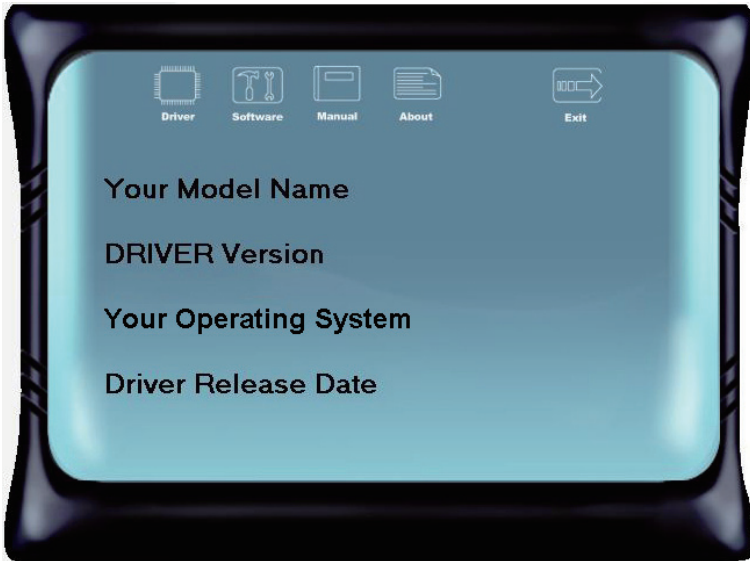 Driver Software Manual About Exit
Your Model Name
DRIVER Version
Your Operating System
Driver Release Date